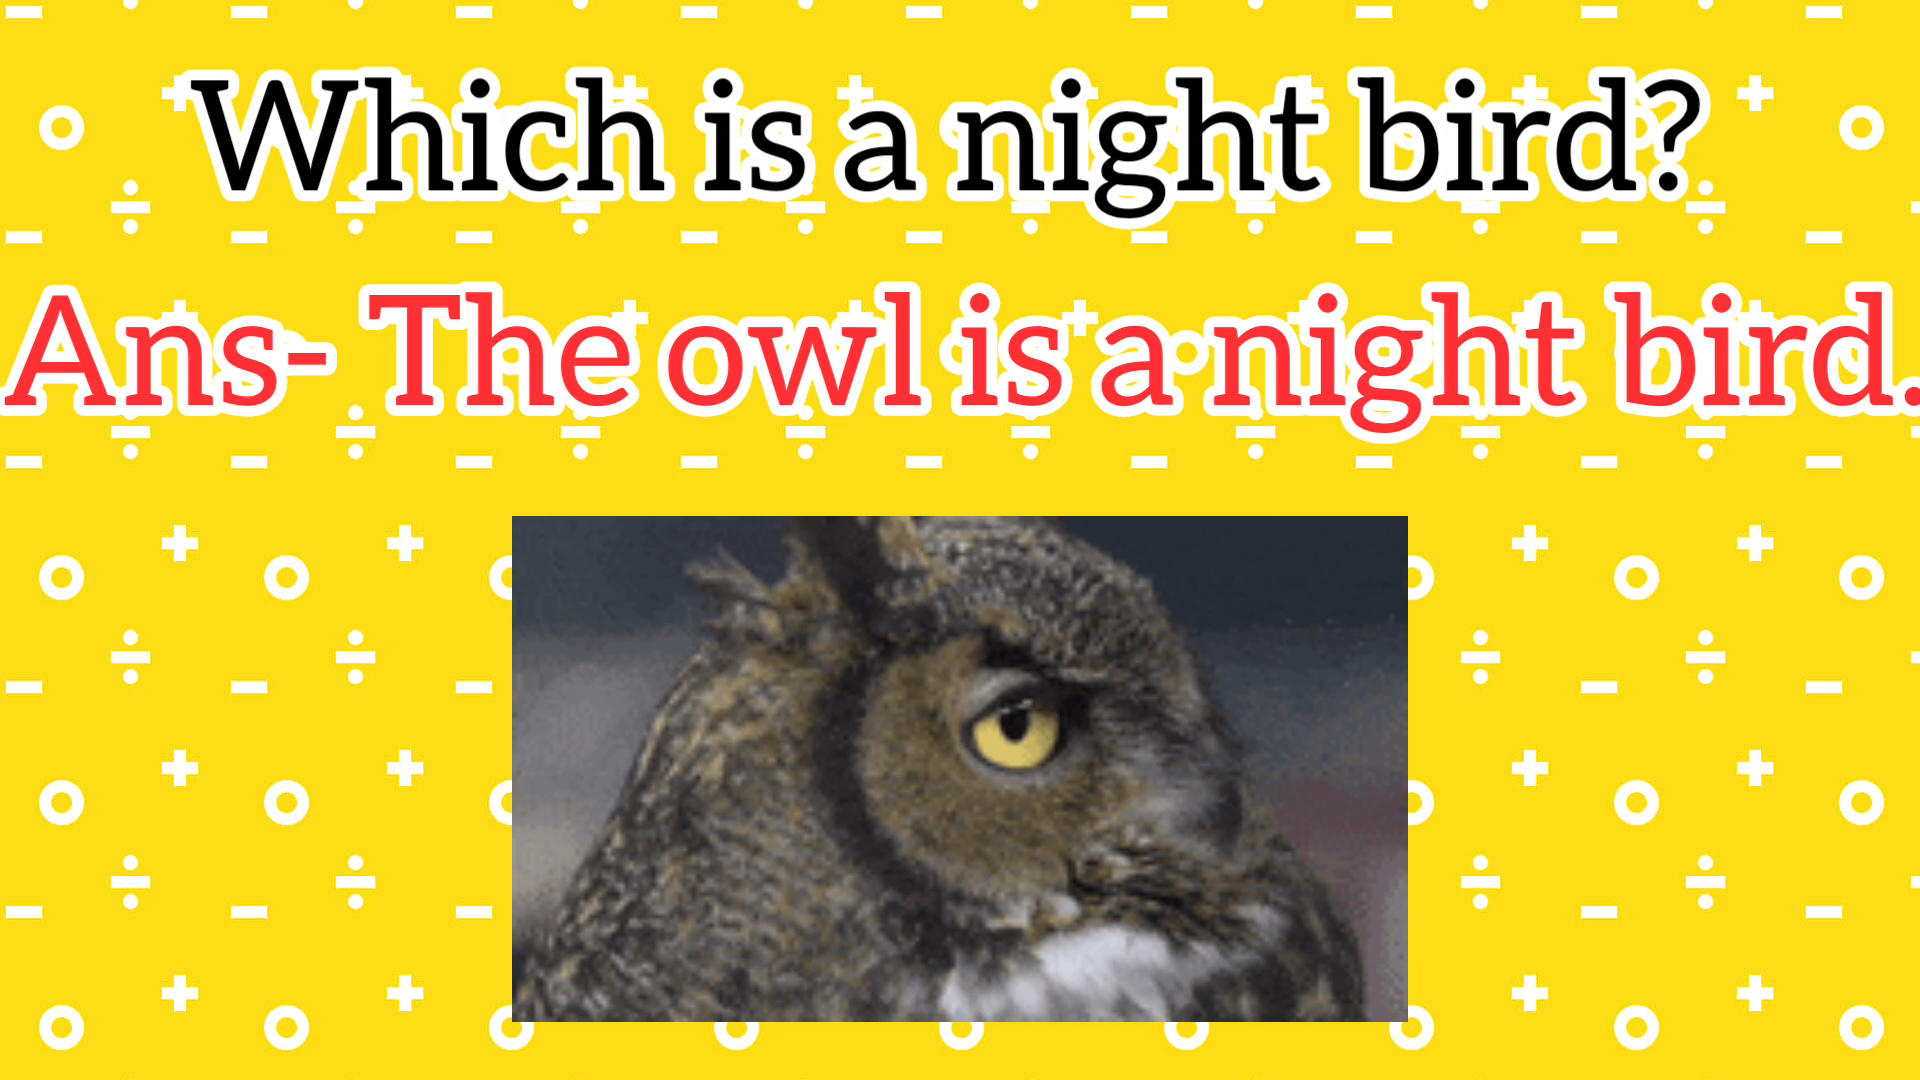 Which is a night bird?
Ans- The owl is a night bird.